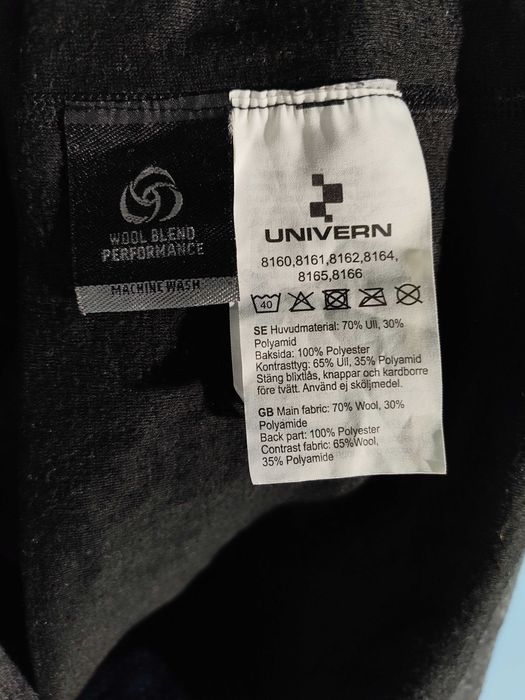 WOOL BLEND
PERFORMANCE
MACHINE WASH
UNIVERN
8160,8161,8162,8164,
8165,8166
40
SE Huvudmaterial: 70% Ull, 30%
Polyamid
Baksida: 100% Polyester
Kontrasttyg: 65% Ull, 35% Polyamid
Stäng blixtlås, knappar och kardborre
före tvätt. Använd ej sköljmedel.
GB Main fabric: 70% Wool, 30%
Polyamide
Back part: 100% Polyester
Contrast fabric: 65%Wool,
35% Polyamide